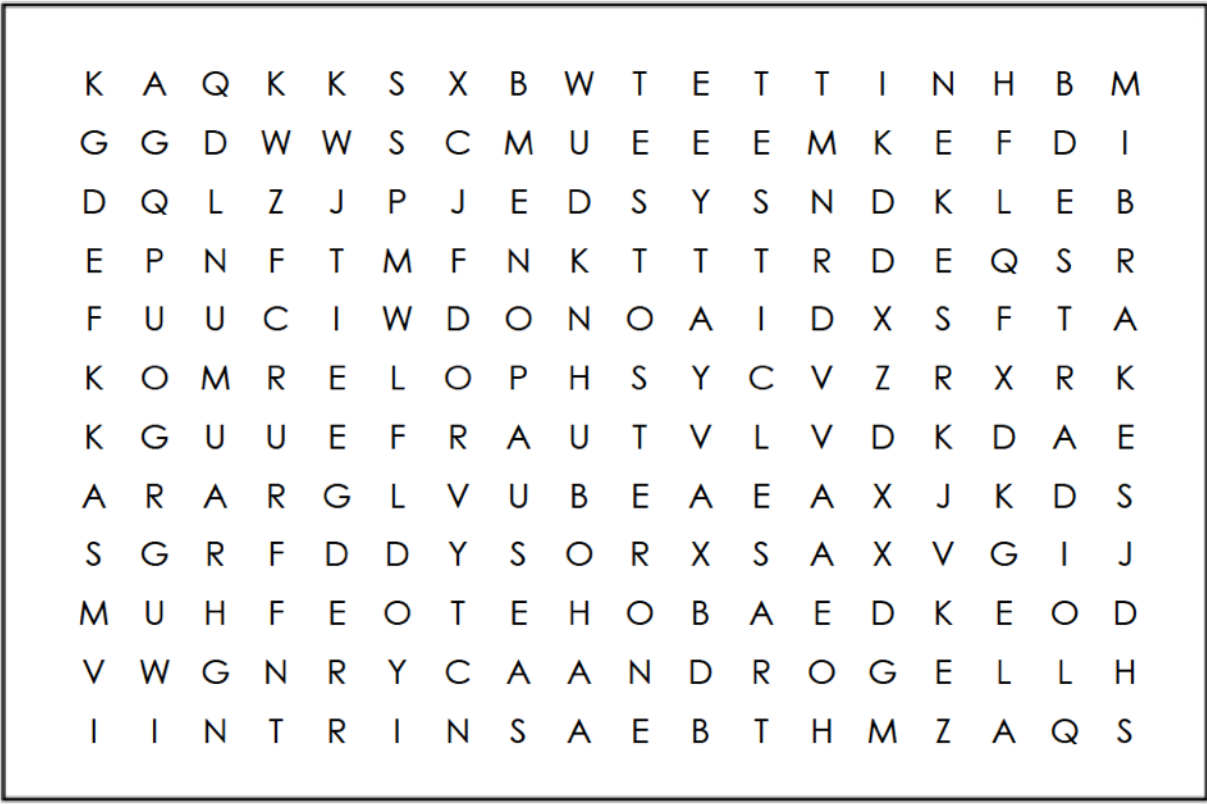 K A Q K K S X B W T E T T I N H B M
G G D W W S C M U E E E M K E F D I
D Q L Z J P J E D S Y S N D K L E B
E P N F T M F N K T T T R D E Q S R
F U U C I W D O N O A I D X S F T A
K O M R E L O P H S Y C V Z R X R K
K G U U E F R A U T V L V D K D A E
A R A R G L V U B E A E A X J K D S
S G R F D D Y S O R X S A X V G I J
M U H F E O T E H O B A E D K E O D
V W G N R Y C A A N D R O G E L L H
I I N T R I N S A E B T H M Z A Q S